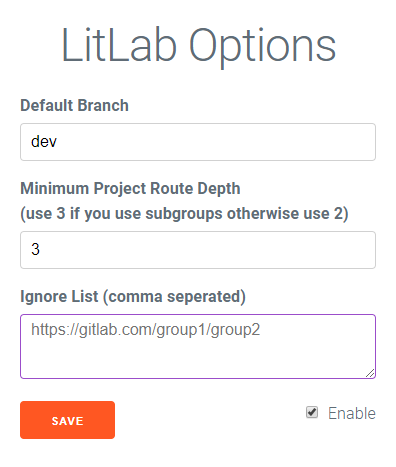 LitLab Options
Default Branch
dev
Minimum Project Route Depth
(use 3 if you use subgroups otherwise use 2)
3
Ignore List (comma seperated)
https://gitlab.com/group1/group2
SAVE
Enable